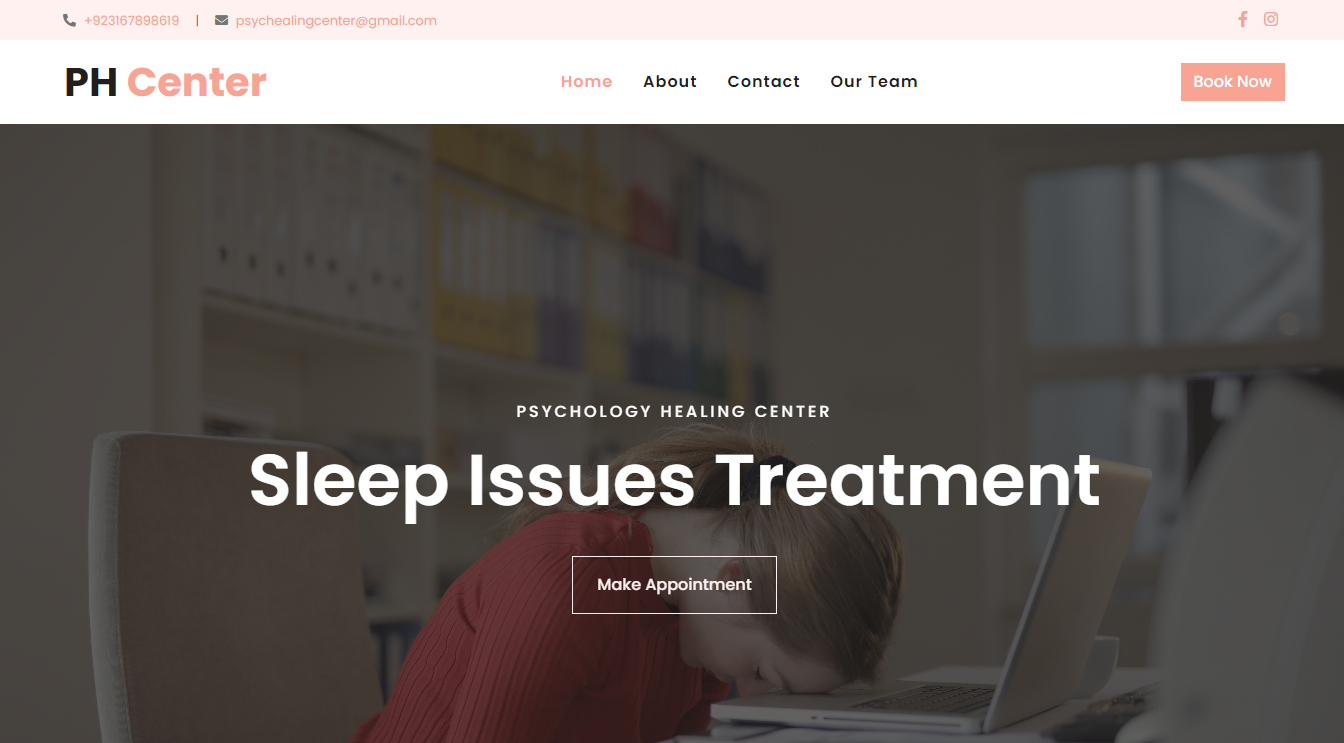 +923167898619 | psychealingcenter@gmail.com
PH Center
Home About Contact Our Team
Book Now
PSYCHOLOGY HEALING CENTER
Sleep Issues Treatment
Make Appointment